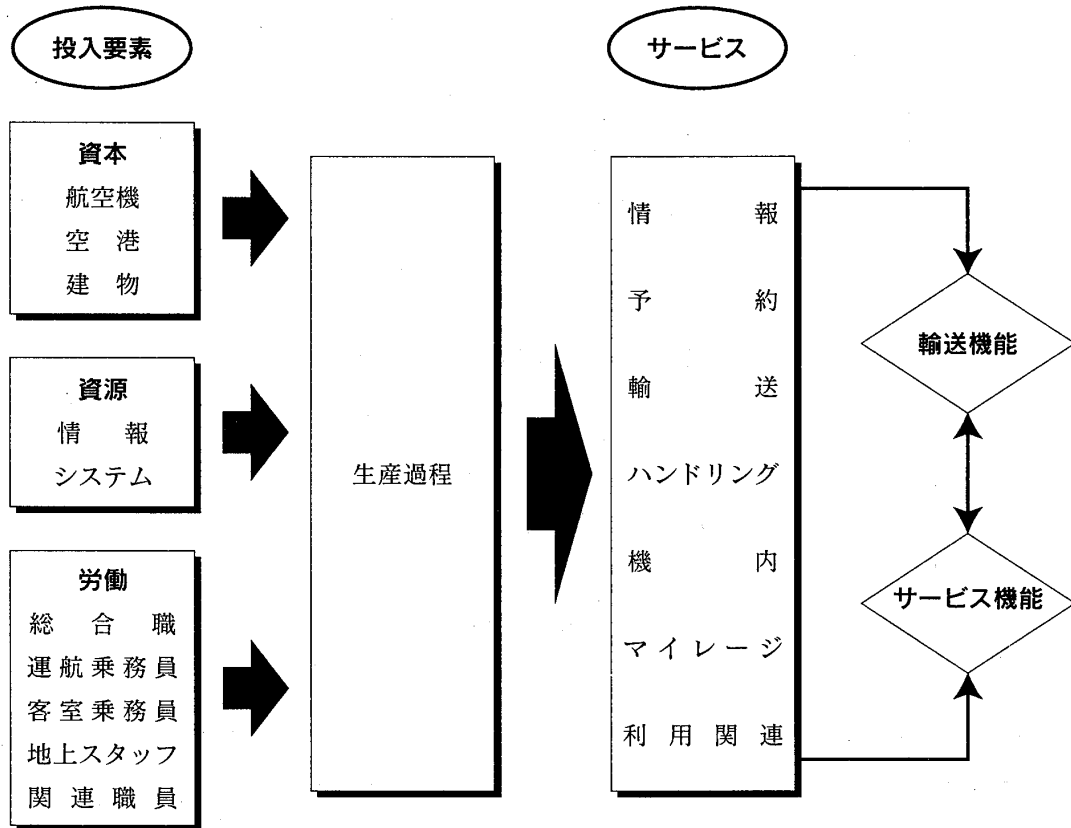 投入要素
サービス
資本
航空機
空港
建物
資源
情報
システム
労働
総合職
運航乗務員
客室乗務員
地上スタッフ
関連職員
生産過程
情報
予約
輸送
ハンドリング
機内
マイレージ
利用関連
輸送機能
サービス機能